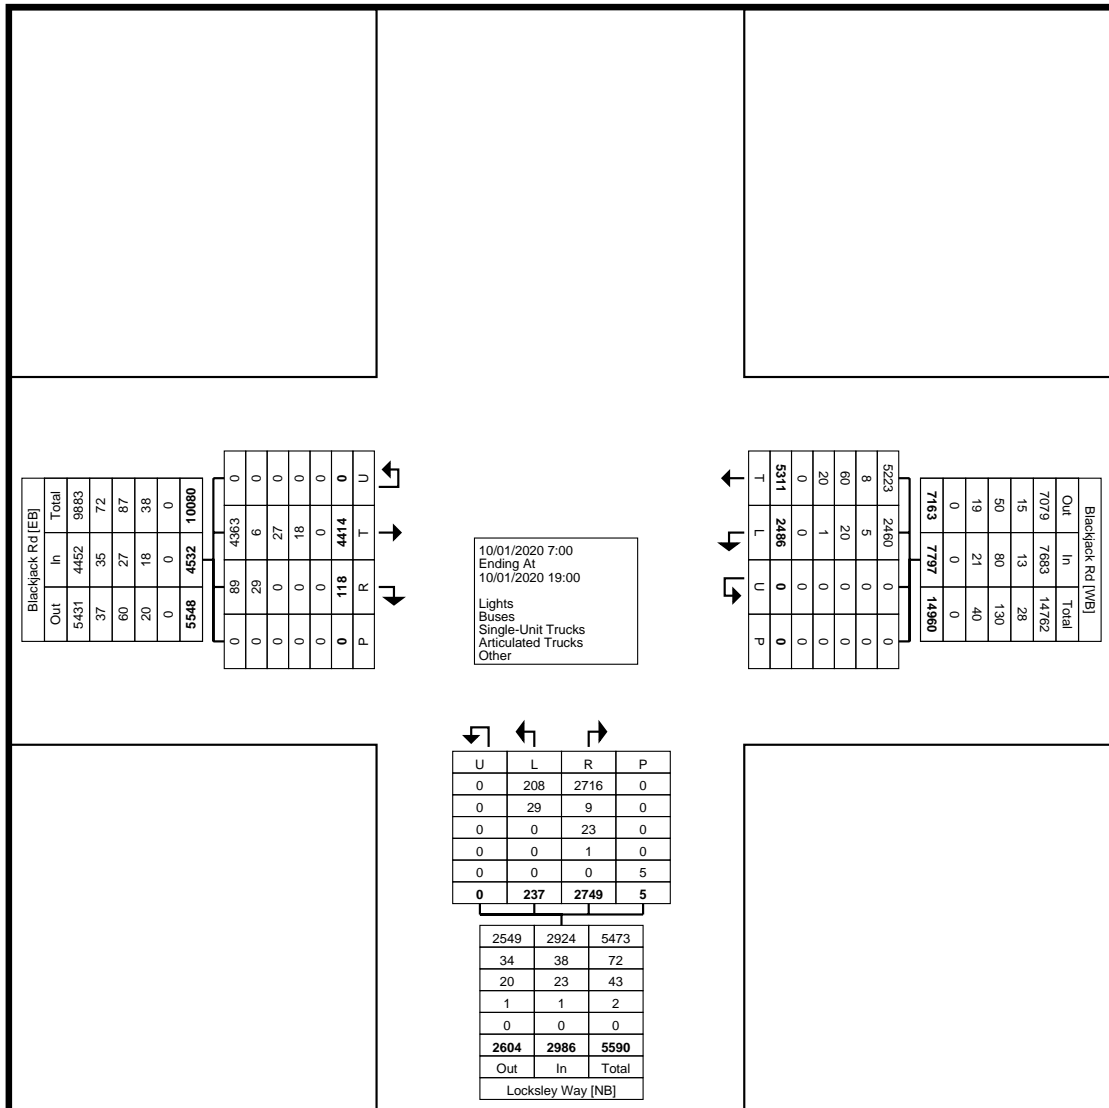 U T R P
0 4414 118 0
0 0 0 0
0 18 0 0
0 27 0 0
0 6 29 0
0 4363 89 0
10080 4532 5548
0 0 0
38 18 20
87 27 60
72 35 37
9883 4452 5431
Total In Out
Blackjack Rd [EB]
10/01/2020 7:00
Ending At
10/01/2020 19:00
Lights
Buses
Single-Unit Trucks
Articulated Trucks
Other
Blackjack Rd [WB]
Out In Total
7079 7683 14762
15 13 28
50 80 130
19 21 40
0 0 0
7163 7797 14960
5223 2460 0 0
8 5 0 0
60 20 0 0
20 1 0 0
0 0 0 0
5311 2486 0 0
T L U P
U L R P
0 208 2716 0
0 29 9 0
0 0 23 0
0 0 1 0
0 0 0 5
0 237 2749 5
2549 2924 5473
34 38 72
20 23 43
1 1 2
0 0 0
2604 2986 5590
Out In Total
Locksley Way [NB]